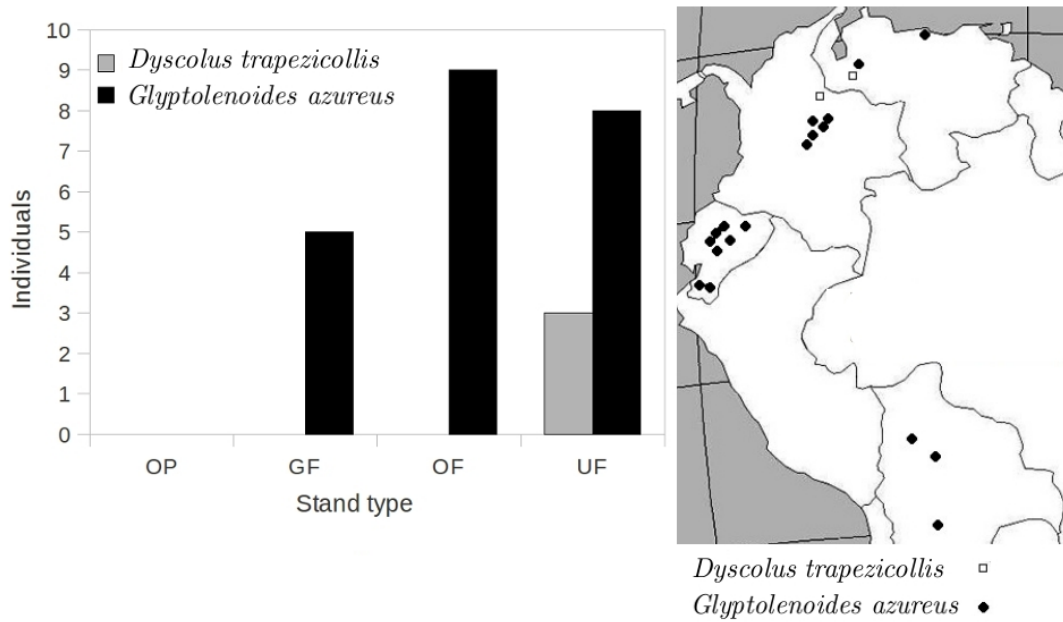 10
9
8
7
6
5
4
3
2
1
0
Individuals
Dyscolus trapezicollis
Glyptolenoides azureus
OP GF OF UF
Stand type
Dyscolus trapezicollis
Glyptolenoides azureus